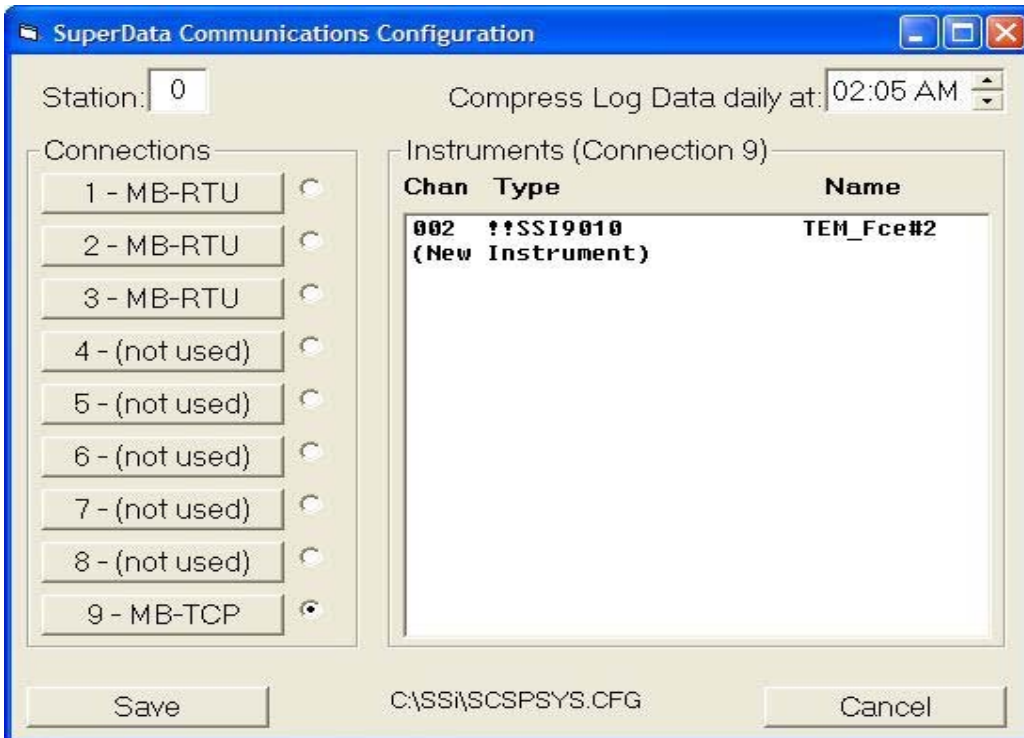 SuperData Communications Configuration
Station: 0
Compress Log Data daily at: 02:05 AM
Connections
1 - MB-RTU
2 - MB-RTU
3 - MB-RTU
4 - (not used)
5 - (not used)
6 - (not used)
7 - (not used)
8 - (not used)
9 - MB-TCP
Instruments (Connection 9)
Chan Type Name
002 !!SSI9010 TEM_Fce#2
(New Instrument)
Save
C:\SSi\SCSPSYS.CFG
Cancel